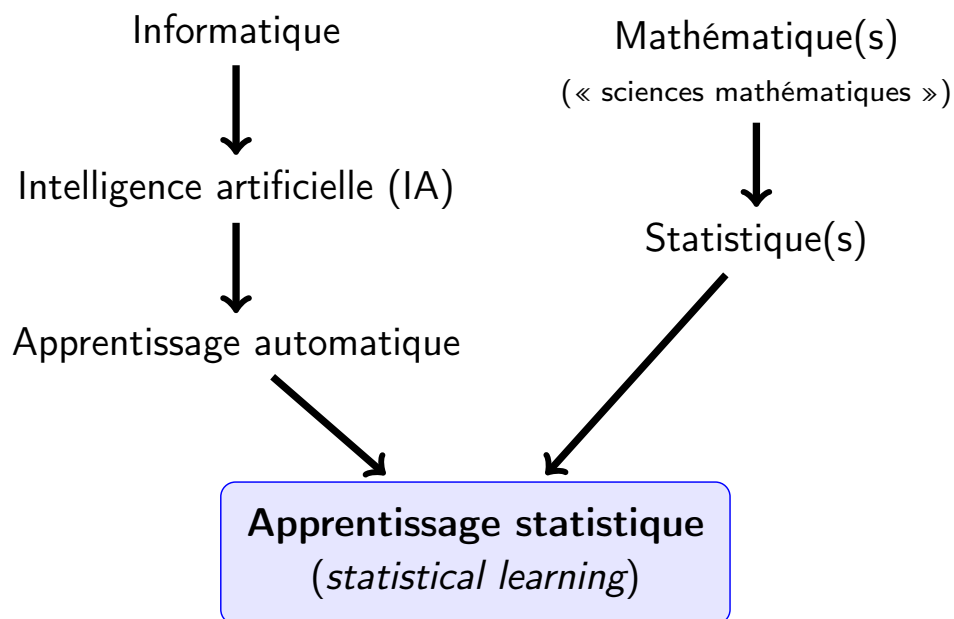 Informatique
Mathématique(s)
(« sciences mathématiques »)
Intelligence artificielle (IA)
Statistique(s)
Apprentissage automatique
Apprentissage statistique
(statistical learning)